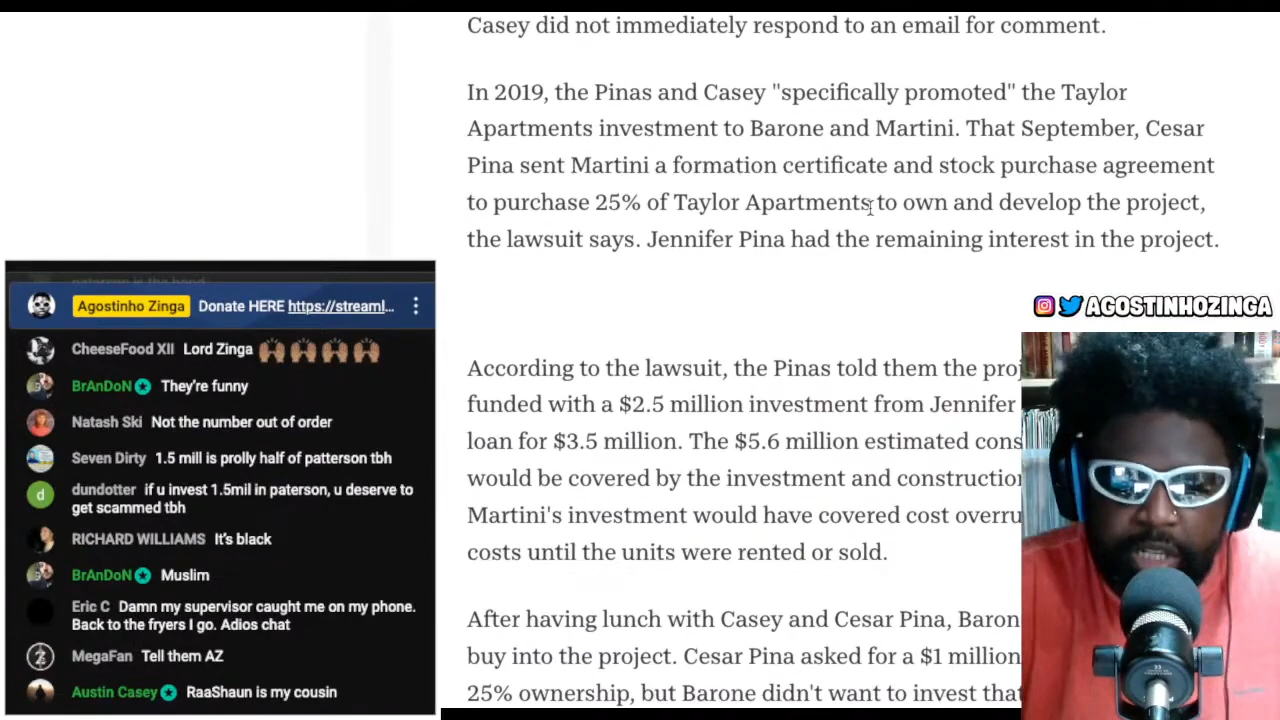 Casey did not immediately respond to an email for comment.
In 2019, the Pinas and Casey "specifically promoted" the Taylor
Apartments investment to Barone and Martini. That September, Cesar
Pina sent Martini a formation certificate and stock purchase agreement
to purchase 25% of Taylor Apartments to own and develop the project,
the lawsuit says. Jennifer Pina had the remaining interest in the project.
According to the lawsuit, the Pinas told them the proj
funded with a $2.5 million investment from Jennifer
loan for $3.5 million. The $5.6 million estimated cons
would be covered by the investment and construction
Martini's investment would have covered cost overru
costs until the units were rented or sold.
After having lunch with Casey and Cesar Pina, Baron
buy into the project. Cesar Pina asked for a $1 million
25% ownership, but Barone didn't want to invest that
Agostinho Zinga Donate HERE https://streaml...
CheeseFood XII Lord Zinga 🙌🏽🙌🏽🙌🏽🙌🏽
BrAnDoN They're funny
Natash Ski Not the number out of order
Seven Dirty 1.5 mill is prolly half of patterson tbh
d
dundotter if u invest 1.5mil in paterson, u deserve to
get scammed tbh
RICHARD WILLIAMS It's black
BrAnDoN Muslim
Eric C Damn my supervisor caught me on my phone.
Back to the fryers I go. Adios chat
MegaFan Tell them AZ
Austin Casey RaaShaun is my cousin
AGOSTINHOZINGA